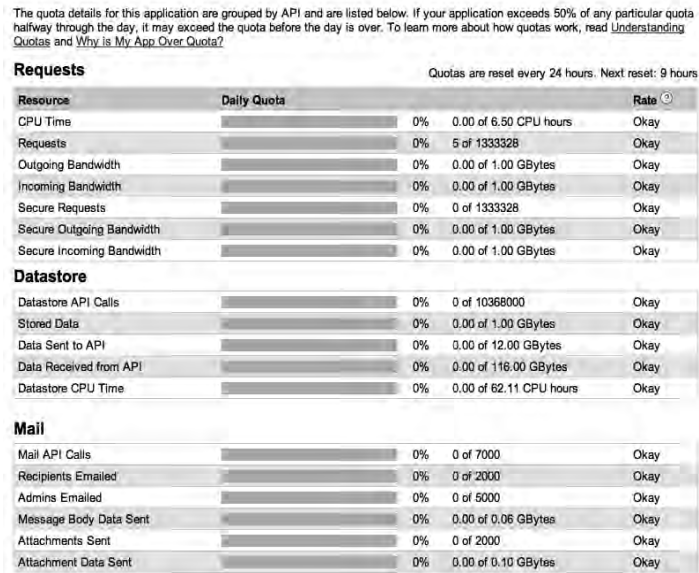 The quota details for this application are grouped by API and are listed below. If your application exceeds 50% of any particular quota
halfway through the day, it may exceed the quota before the day is over. To learn more about how quotas work, read Understanding
Quotas and Why is My App Over Quota?
Requests
Quotas are reset every 24 hours. Next reset: 9 hours
Resource Daily Quota Rate ?
CPU Time 0% 0.00 of 6.50 CPU hours Okay
Requests 0% 5 of 1333328 Okay
Outgoing Bandwidth 0% 0.00 of 1.00 GBytes Okay
Incoming Bandwidth 0% 0.00 of 1.00 GBytes Okay
Secure Requests 0% 0 of 1333328 Okay
Secure Outgoing Bandwidth 0% 0.00 of 1.00 GBytes Okay
Secure Incoming Bandwidth 0% 0.00 of 1.00 GBytes Okay
Datastore
Datastore API Calls 0% 0 of 10368000 Okay
Stored Data 0% 0.00 of 1.00 GBytes Okay
Data Sent to API 0% 0.00 of 12.00 GBytes Okay
Data Received from API 0% 0.00 of 116.00 GBytes Okay
Datastore CPU Time 0% 0.00 of 62.11 CPU hours Okay
Mail
Mail API Calls 0% 0 of 7000 Okay
Recipients Emailed 0% 0 of 2000 Okay
Admins Emailed 0% 0 of 5000 Okay
Message Body Data Sent 0% 0.00 of 0.06 GBytes Okay
Attachments Sent 0% 0 of 2000 Okay
Attachment Data Sent 0% 0.00 of 0.10 GBytes Okay